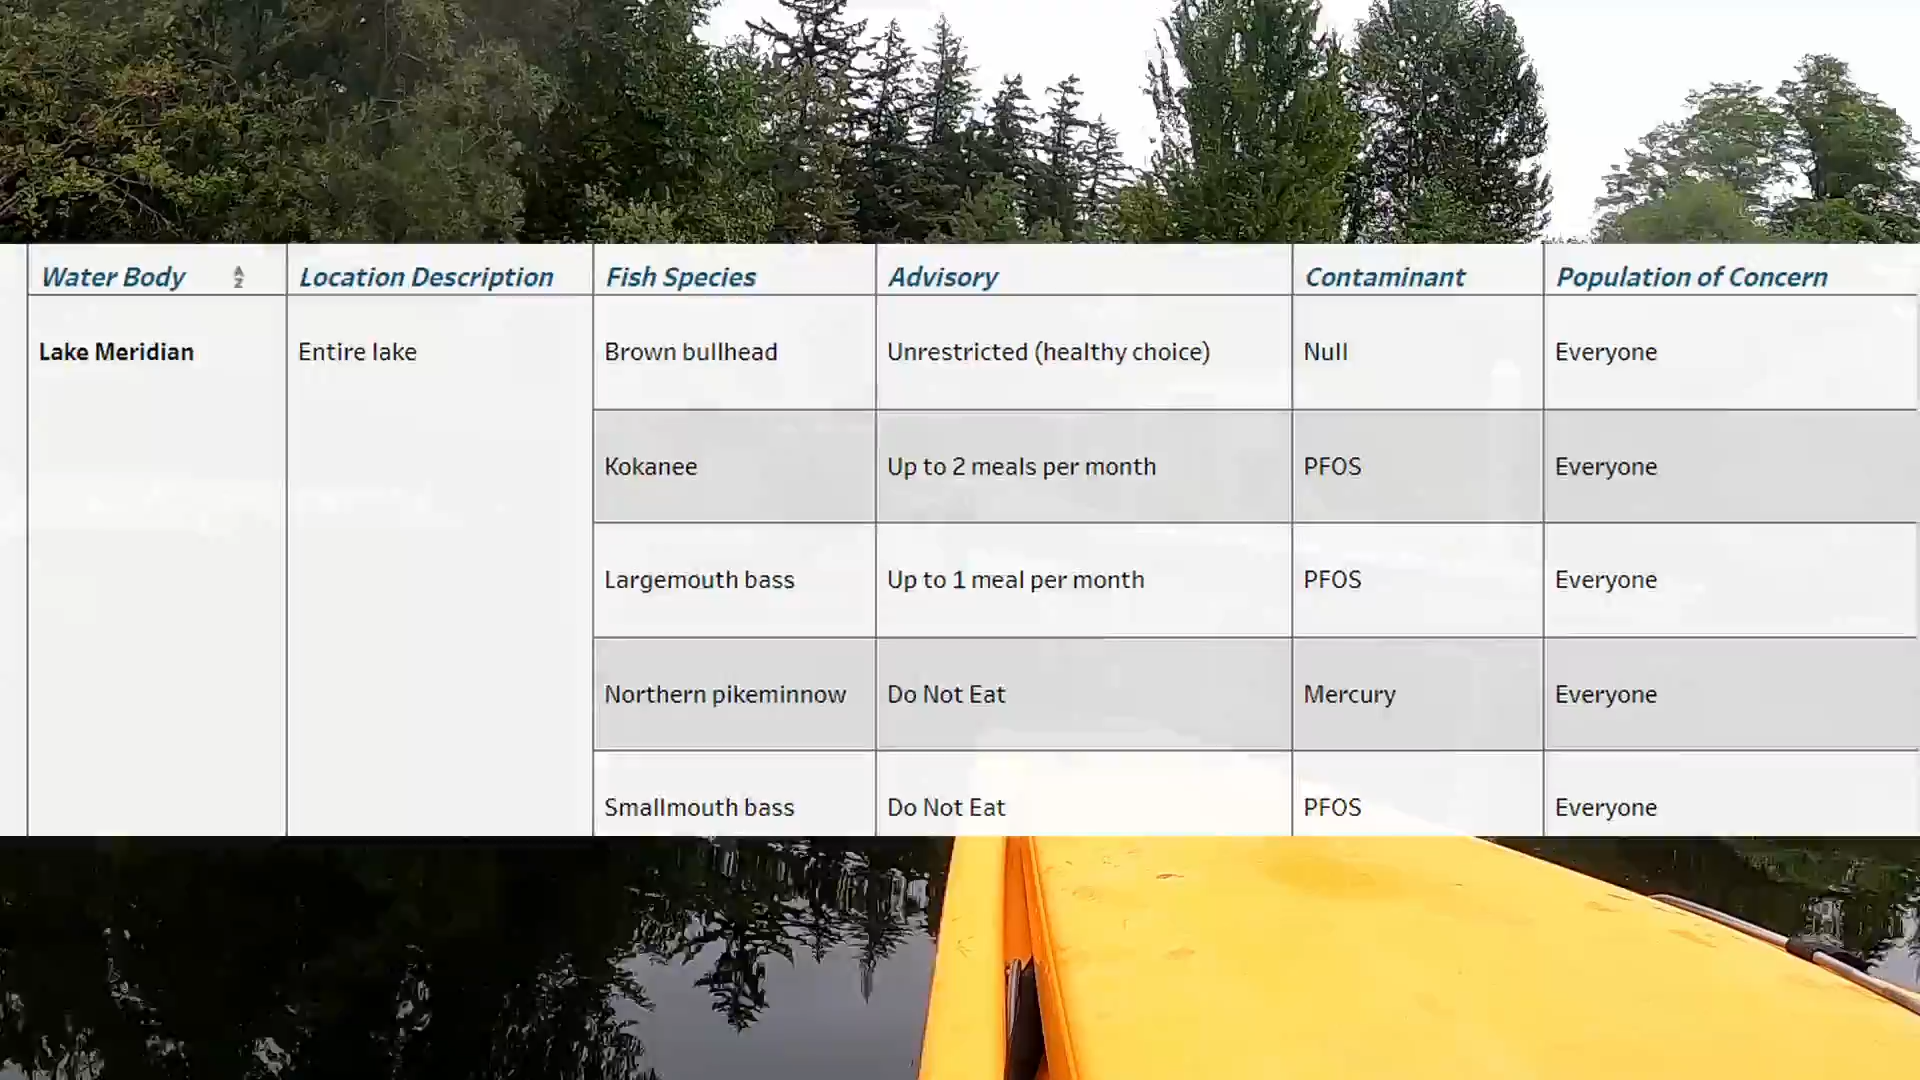 Water Body A Z Location Description Fish Species Advisory Contaminant Population of Concern
Lake Meridian Entire lake Brown bullhead Unrestricted (healthy choice) Null Everyone
Kokanee Up to 2 meals per month PFOS Everyone
Largemouth bass Up to 1 meal per month PFOS Everyone
Northern pikeminnow Do Not Eat Mercury Everyone
Smallmouth bass Do Not Eat PFOS Everyone